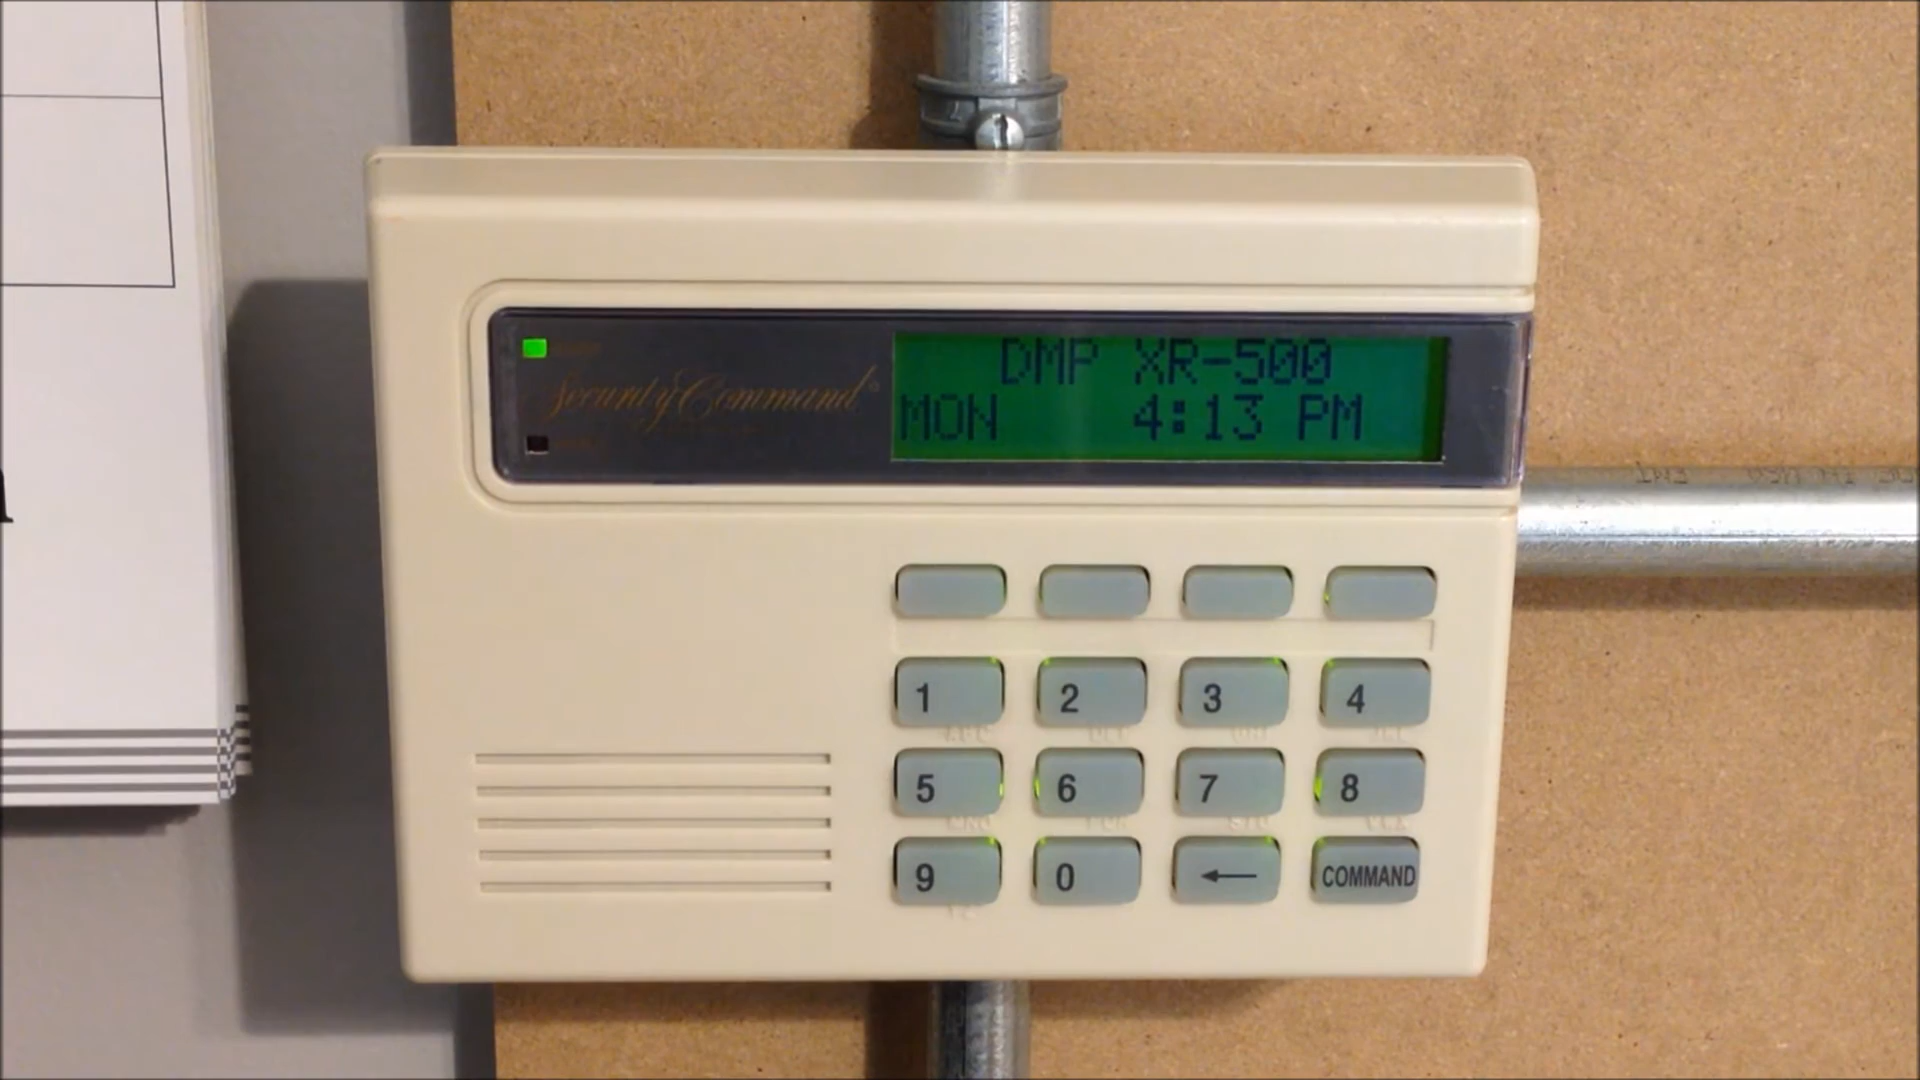 Security Command
DMP XR-500
MON 4:13 PM
1 2 3 4
5 6 7 8
9 0 ← COMMAND